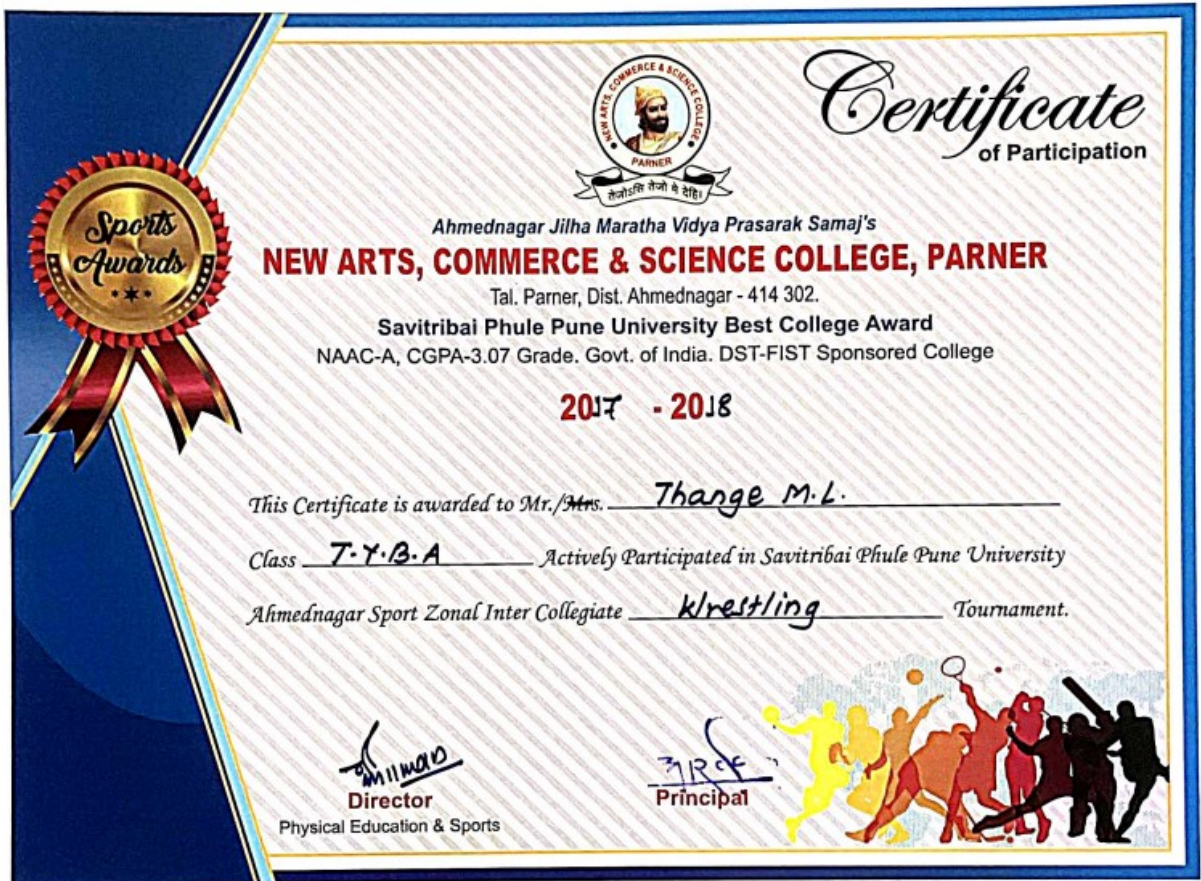 NEW ARTS, COMMERCE & SCIENCE COLLEGE
PARNER
तेजोऽसि तेजो मे देहि।
Certificate
of Participation
Sports
Awards
Ahmednagar Jilha Maratha Vidya Prasarak Samaj's
NEW ARTS, COMMERCE & SCIENCE COLLEGE, PARNER
Tal. Parner, Dist. Ahmednagar - 414 302.
Savitribai Phule Pune University Best College Award
NAAC-A, CGPA-3.07 Grade. Govt. of India. DST-FIST Sponsored College
2017 - 2018
This Certificate is awarded to Mr./Mrs. Thange M.L.
Class T.Y.B.A Actively Participated in Savitribai Phule Pune University
Ahmednagar Sport Zonal Inter Collegiate Wrestling Tournament.
Director
Physical Education & Sports
Principal